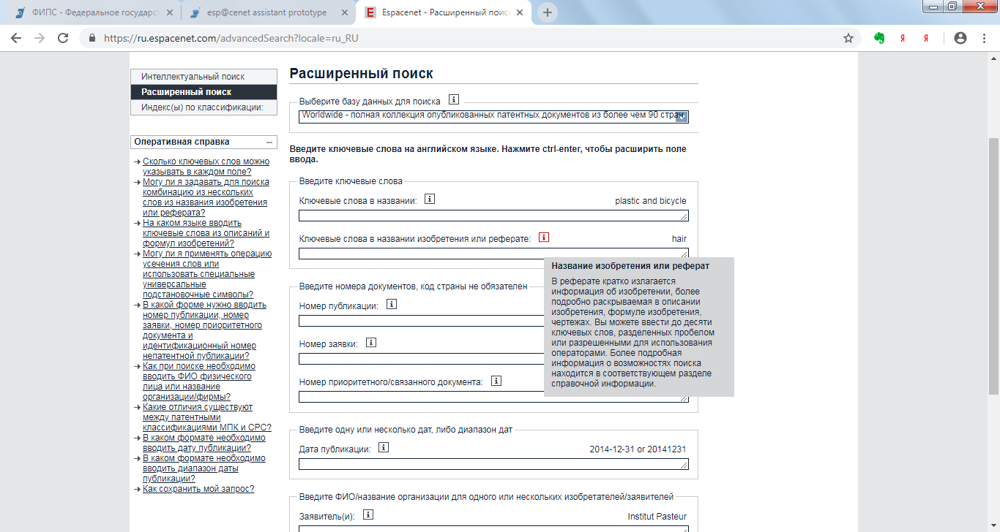 ФИПС - Федеральное государст
esp@cenet assistant prototype
Espacenet - Расширенный поис
https://ru.espacenet.com/advancedSearch?locale=ru_RU
Интеллектуальный поиск
Расширенный поиск
Индекс(ы) по классификации:
Оперативная справка
Сколько ключевых слов можно
указывать в каждом поле?
Могу ли я задавать для поиска
комбинацию из нескольких
слов из названия изобретения
или реферата?
На каком языке вводить
ключевые слова из описаний и
формул изобретений?
Могу ли я применять операцию
усечения слов или
использовать специальные
универсальные
подстановочные символы?
В какой форме нужно вводить
номер публикации, номер
заявки, номер приоритетного
документа и
идентификационный номер
непатентной публикации?
Как при поиске необходимо
вводить ФИО физического
лица или название
организации/фирмы?
Какие отличия существуют
между патентными
классификациями МПК и CPC?
В каком формате необходимо
вводить дату публикации?
В каком формате необходимо
вводить диапазон даты
публикации?
Как сохранить мой запрос?
Расширенный поиск
Выберите базу данных для поиска
Worldwide - полная коллекция опубликованных патентных документов из более чем 90 стран
Введите ключевые слова на английском языке. Нажмите ctrl-enter, чтобы расширить поле
ввода.
Введите ключевые слова
Ключевые слова в названии: plastic and bicycle
Ключевые слова в названии изобретения или реферате: hair
Название изобретения или реферат
В реферате кратко излагается
информация об изобретении, более
подробно раскрываемая в описании
изобретения, формуле изобретения,
чертежах. Вы можете ввести до десяти
ключевых слов, разделенных пробелом
или разрешенными для использования
операторами. Более подробная
информация о возможностях поиска
находится в соответствующем разделе
справочной информации.
Введите номера документов, код страны не обязателен
Номер публикации:
Номер заявки:
Номер приоритетного/связанного документа:
Введите одну или несколько дат, либо диапазон дат
Дата публикации: 2014-12-31 or 20141231
Введите ФИО/название организации для одного или нескольких изобретателей/заявителей
Заявитель(и): Institut Pasteur